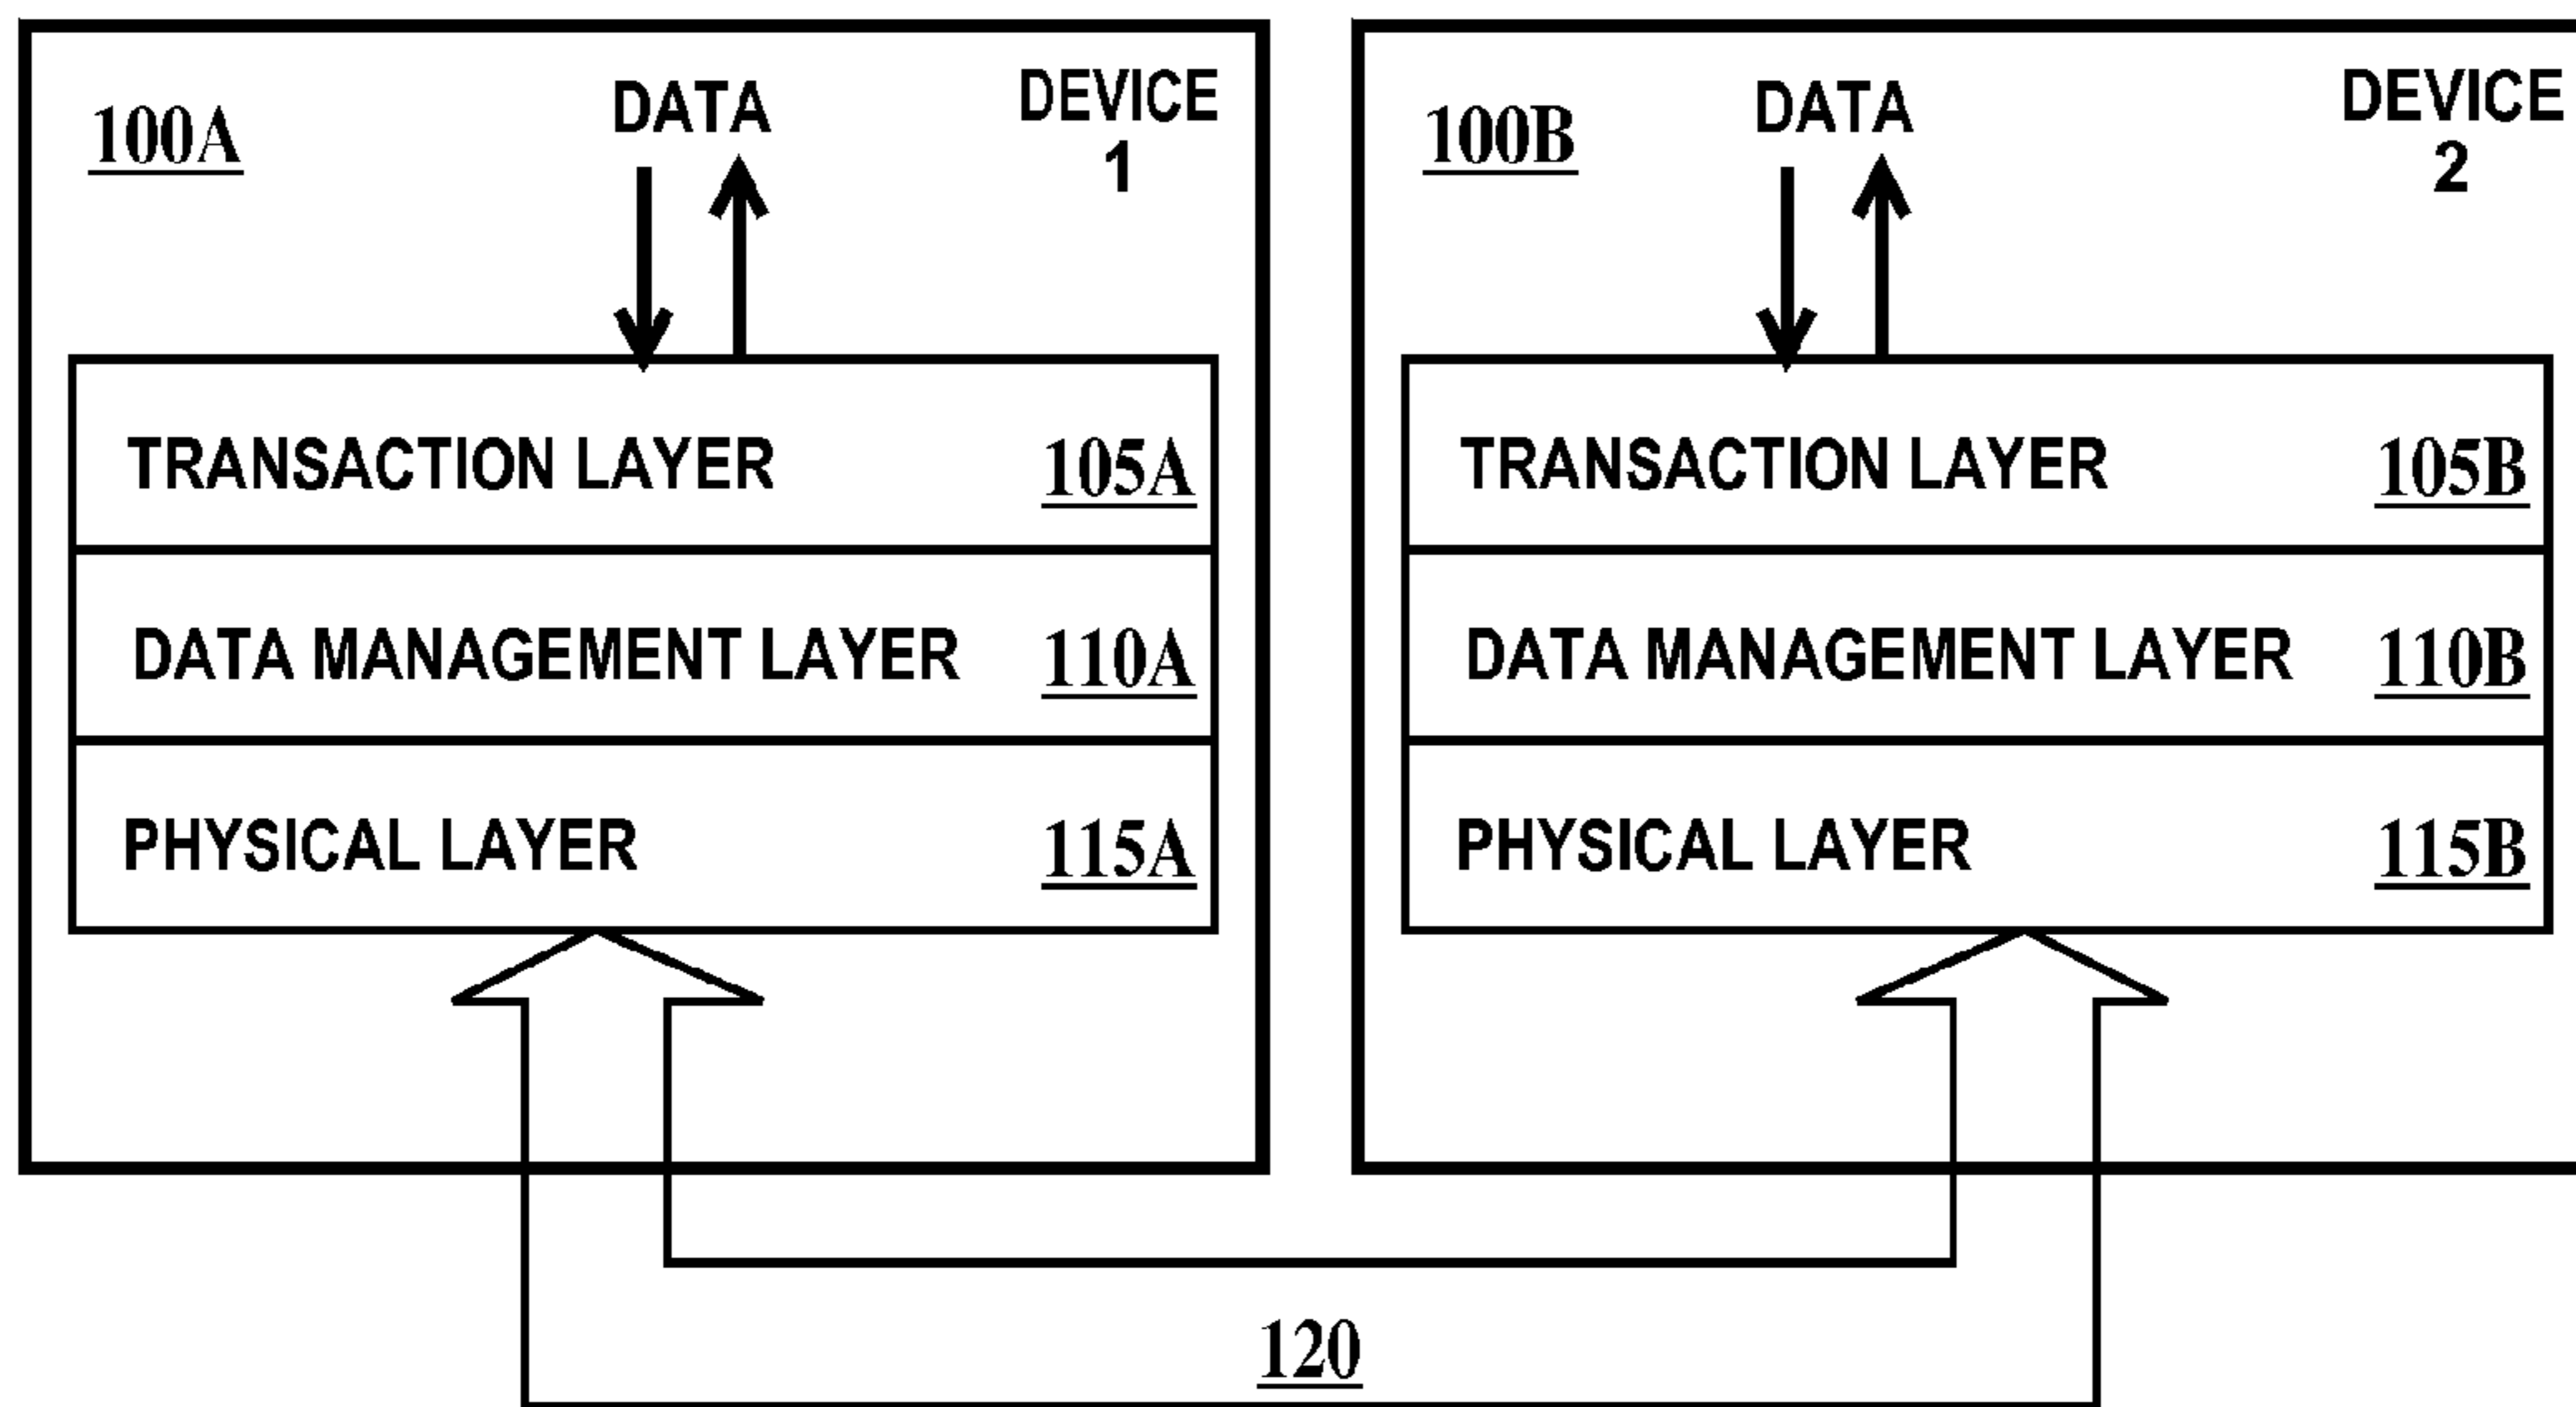 100A
DATA
DEVICE
1
TRANSACTION LAYER 105A
DATA MANAGEMENT LAYER 110A
PHYSICAL LAYER 115A
100B
DATA
DEVICE
2
TRANSACTION LAYER 105B
DATA MANAGEMENT LAYER 110B
PHYSICAL LAYER 115B
120